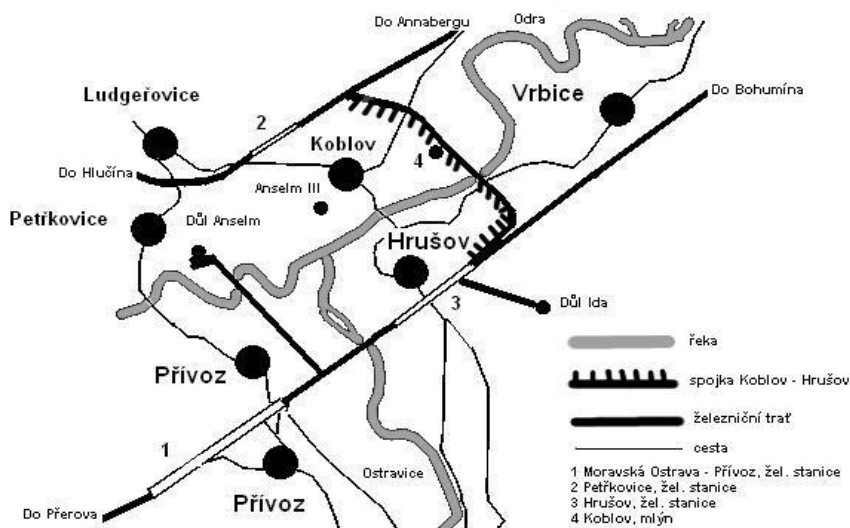 Do Annabergu
Odra
Ludgeřovice
Vrbice
Do Bohumína
2
Koblov
4
Do Hlučína
Anselm III
Petřkovice
Důl Anselm
Hrušov
3
Důl Ida
řeka
Přívoz
spojka Koblov - Hrušov
železniční trať
1
cesta
Ostravice
1 Moravská Ostrava - Přívoz, žel. stanice
2 Petřkovice, žel. stanice
3 Hrušov, žel. stanice
4 Koblov, mlýn
Do Přerova
Přívoz